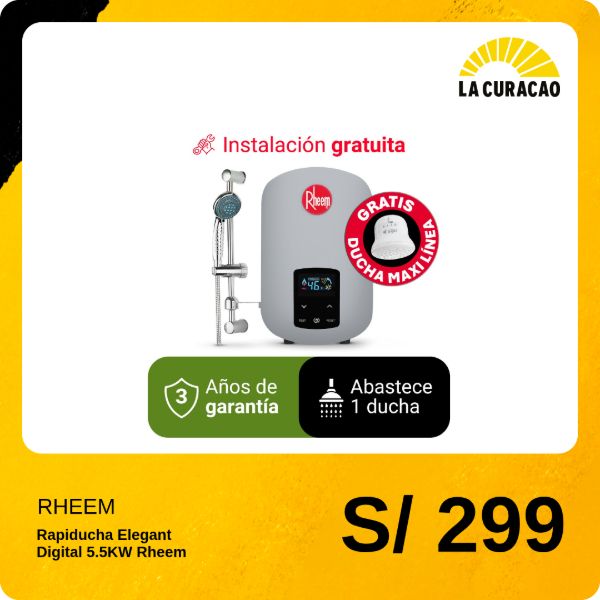 LA CURACAO
Instalación gratuita
Rheem
GRATIS
DUCHA MAXI LÍNEA
46
3
Años de
garantía
Abastece
1 ducha
RHEEM
Rapiducha Elegant
Digital 5.5KW Rheem
S/ 299